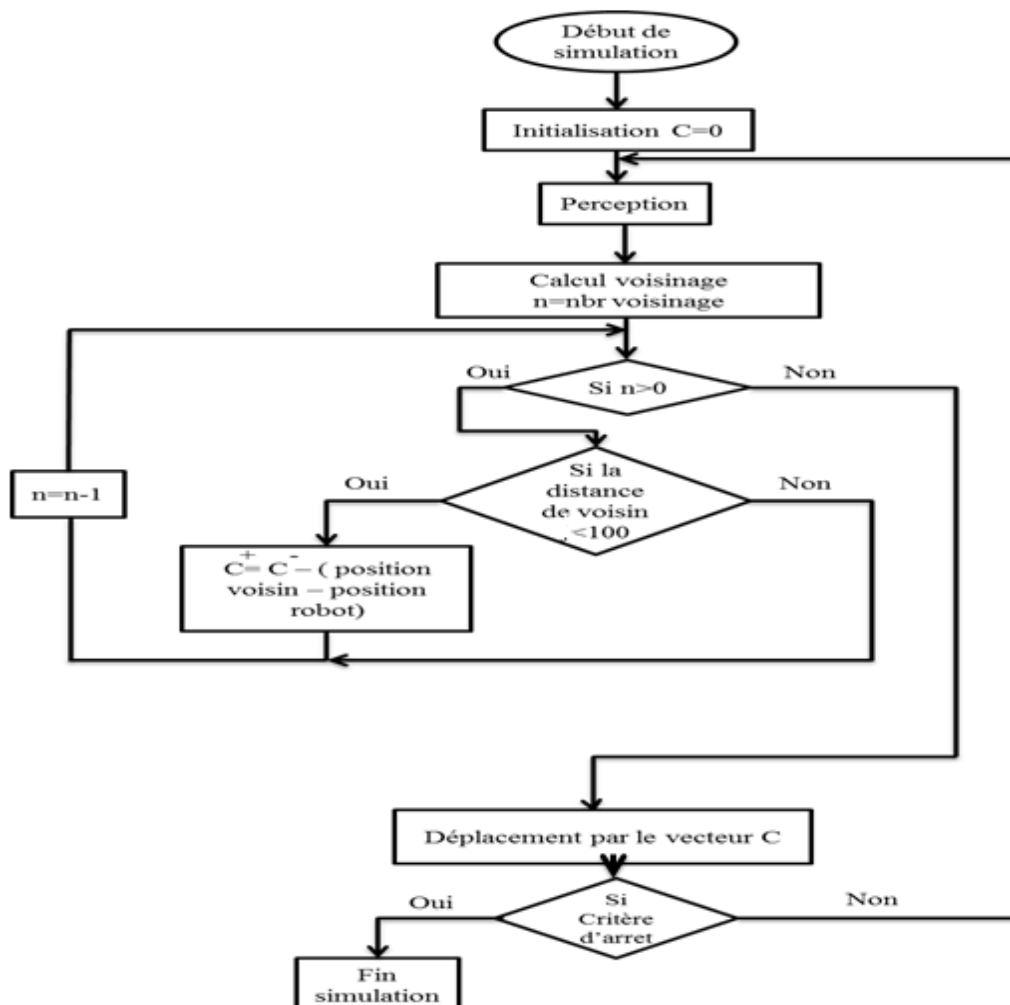 Début de
simulation
Initialisation C=0
Perception
Calcul voisinage
n=nbr voisinage
Oui
Si n>0
Non
n=n-1
Oui
Si la
distance
de voisin
<100
Non
+ -
C= C – ( position
voisin – position
robot)
Déplacement par le vecteur C
Oui
Si
Critère
d’arret
Non
Fin
simulation